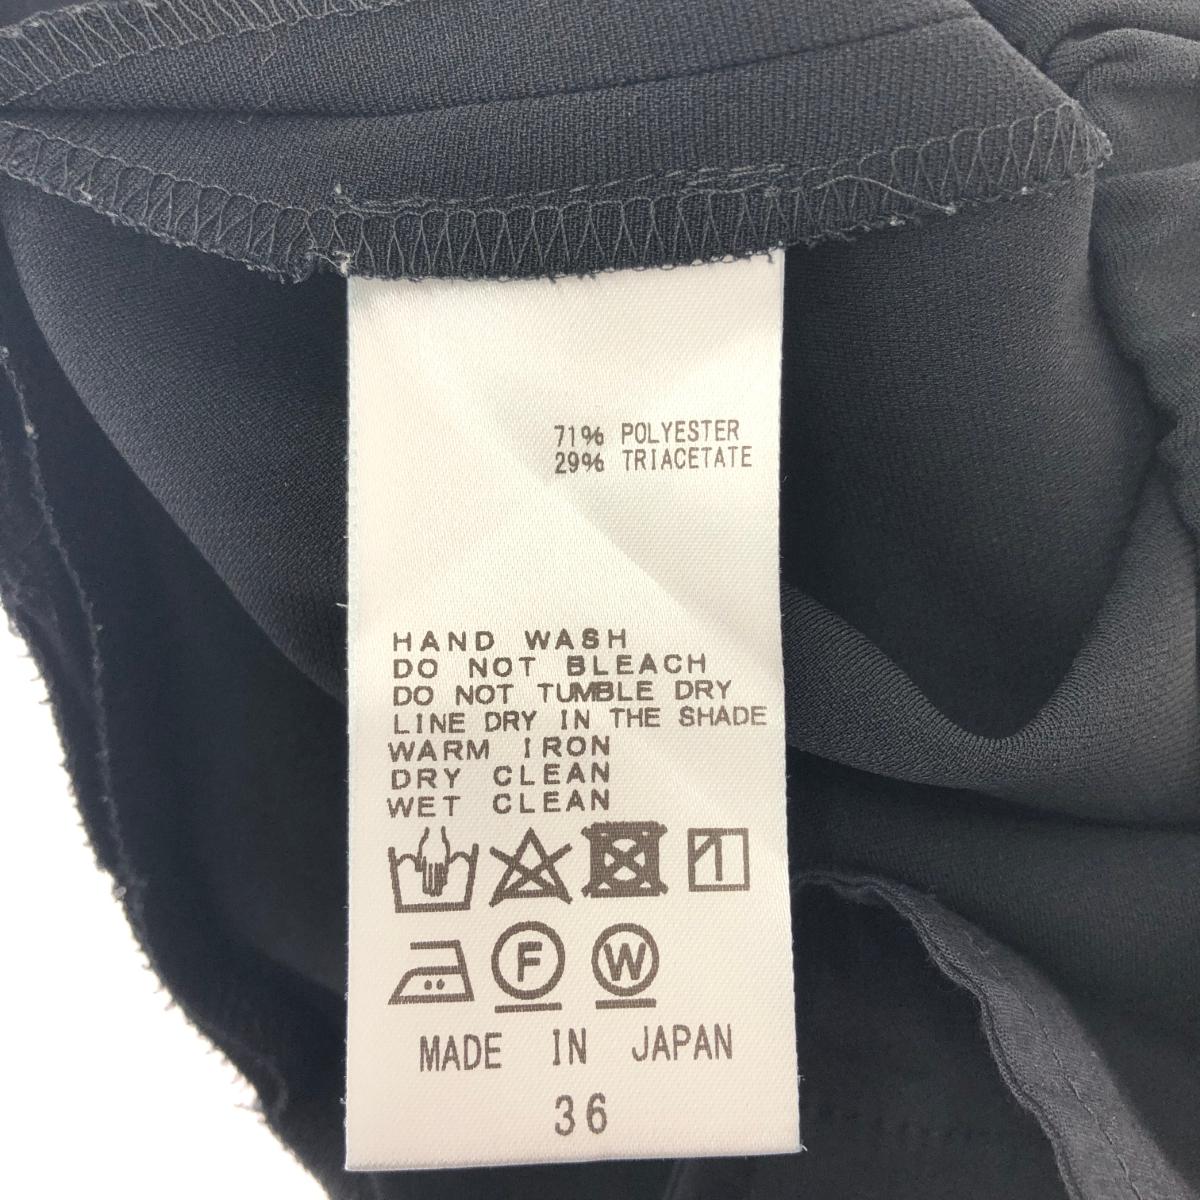 71% POLYESTER
29% TRIACETATE
HAND WASH
DO NOT BLEACH
DO NOT TUMBLE DRY
LINE DRY IN THE SHADE
WARM IRON
DRY CLEAN
WET CLEAN
F W
MADE IN JAPAN
36